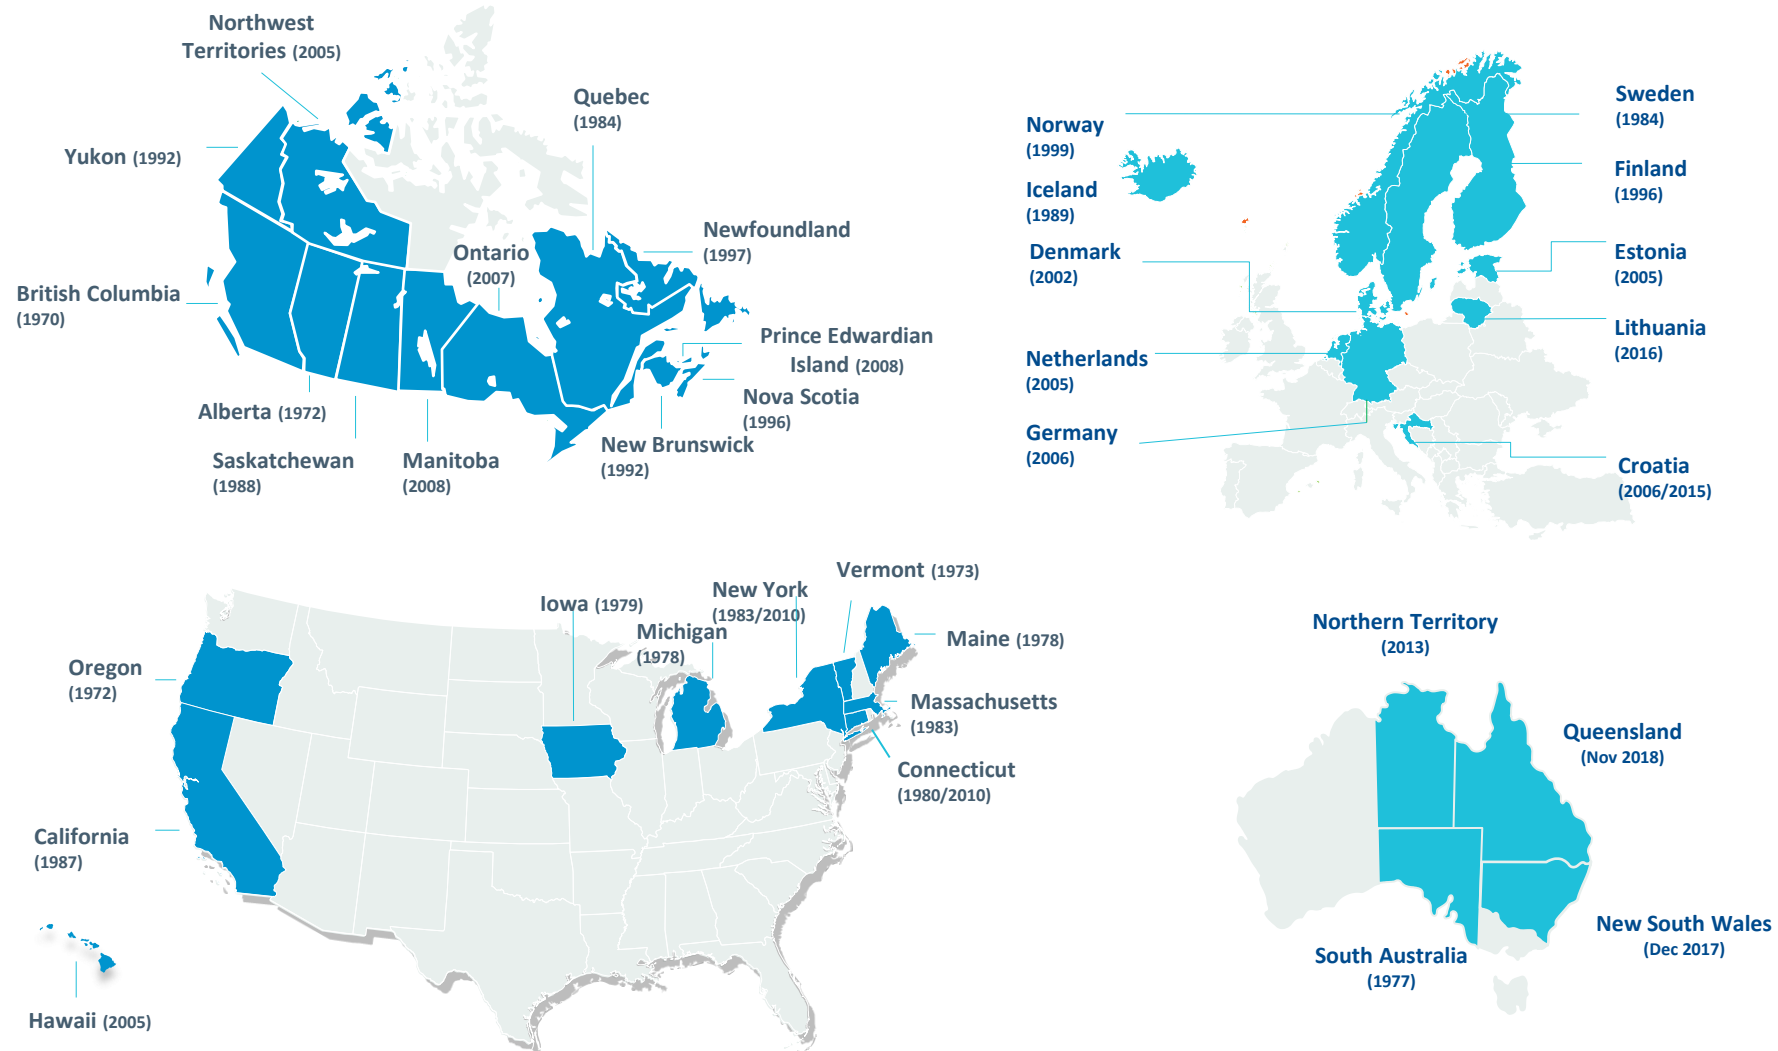 Northwest
Territories (2005)
Quebec
(1984)
Yukon (1992)
Newfoundland
(1997)
Ontario
(2007)
British Columbia
(1970)
Prince Edwardian
Island (2008)
Nova Scotia
(1996)
Alberta (1972)
New Brunswick
(1992)
Saskatchewan
(1988)
Manitoba
(2008)
Norway
(1999)
Iceland
(1989)
Denmark
(2002)
Netherlands
(2005)
Germany
(2006)
Sweden
(1984)
Finland
(1996)
Estonia
(2005)
Lithuania
(2016)
Croatia
(2006/2015)
Vermont (1973)
New York
(1983/2010)
Iowa (1979)
Michigan
(1978)
Maine (1978)
Oregon
(1972)
Massachusetts
(1983)
Connecticut
(1980/2010)
California
(1987)
Hawaii (2005)
Northern Territory
(2013)
Queensland
(Nov 2018)
New South Wales
(Dec 2017)
South Australia
(1977)